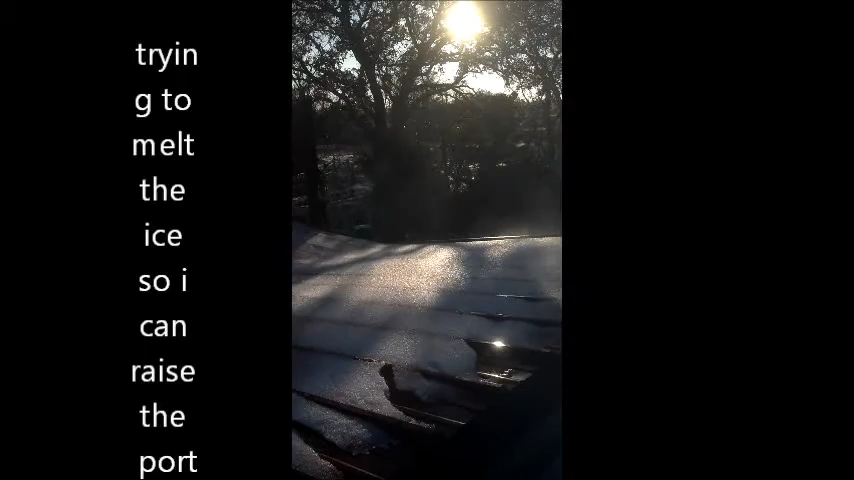 tryin
g to
melt
the
ice
so i
can
raise
the
port